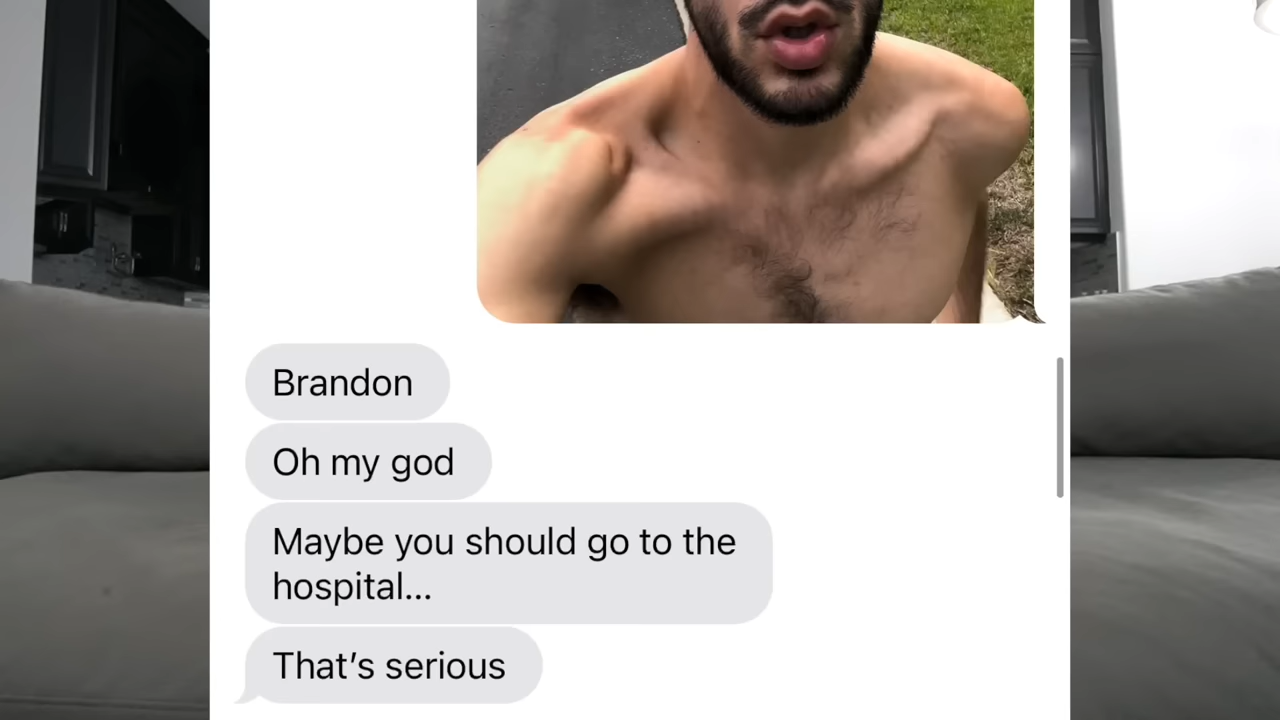 Brandon
Oh my god
Maybe you should go to the
hospital...
That’s serious